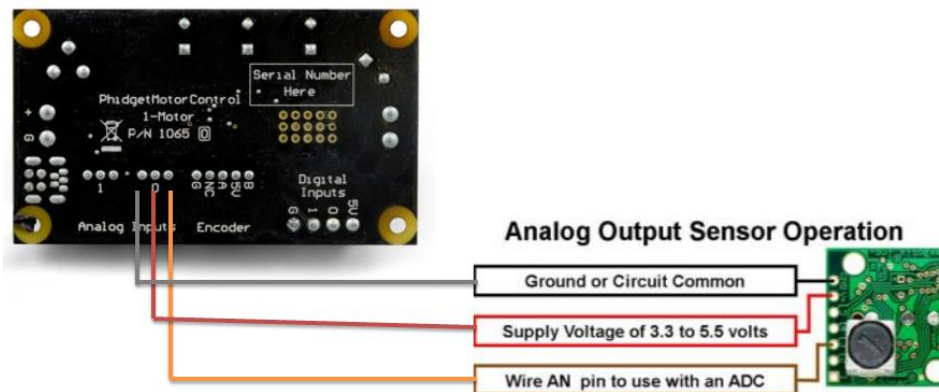 Serial Number
Here
PhidgetMotorControl
1-Motor
P/N 1065 0
+
G
1
0
G
NC
A
5V
B
Digital
Inputs
G
1
0
5V
Analog Inputs
Encoder
Analog Output Sensor Operation
Ground or Circuit Common
Supply Voltage of 3.3 to 5.5 volts
Wire AN pin to use with an ADC